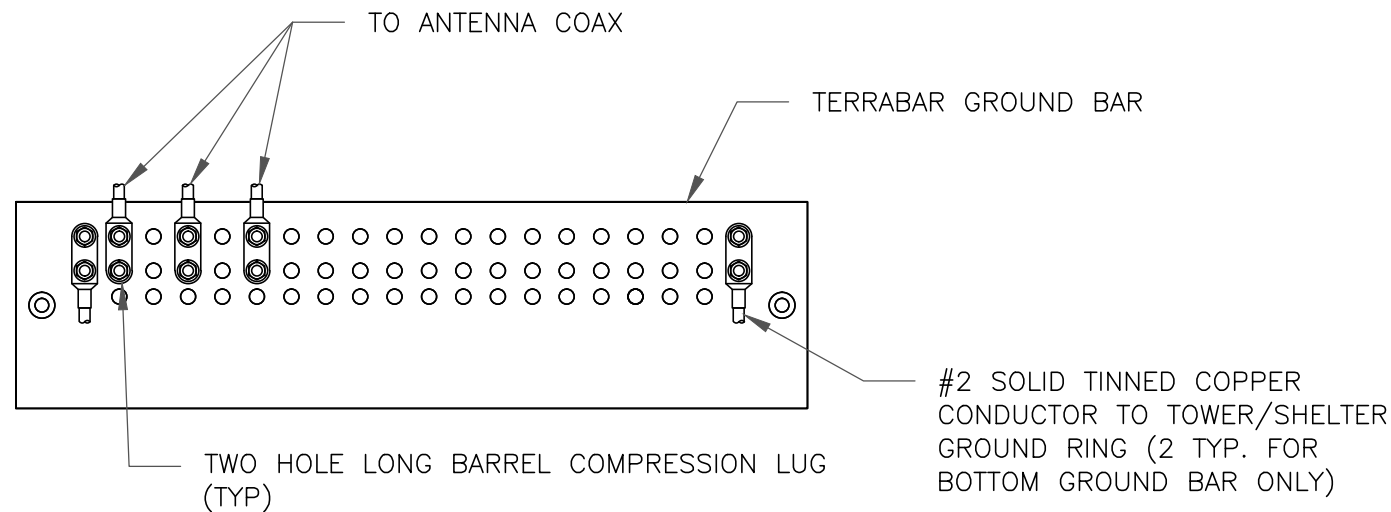 TO ANTENNA COAX
TERRABAR GROUND BAR
#2 SOLID TINNED COPPER
CONDUCTOR TO TOWER/SHELTER
GROUND RING (2 TYP. FOR
BOTTOM GROUND BAR ONLY)
TWO HOLE LONG BARREL COMPRESSION LUG
(TYP)